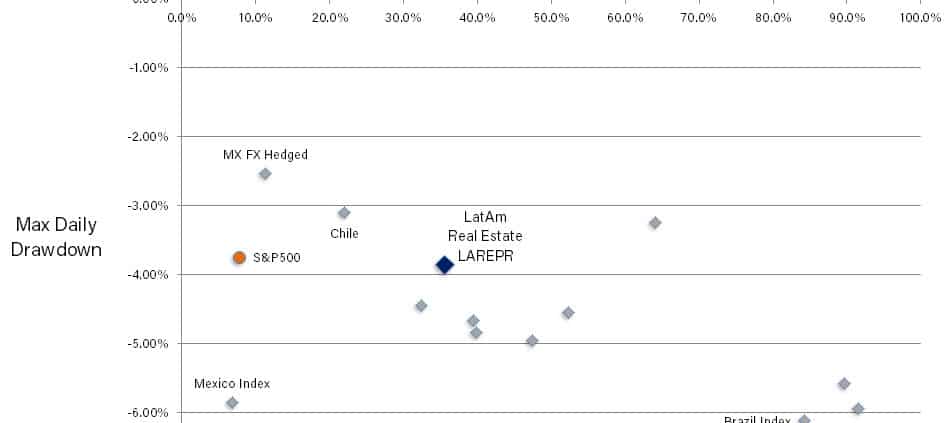 0.00%
0.0% 10.0% 20.0% 30.0% 40.0% 50.0% 60.0% 70.0% 80.0% 90.0% 100.0%
-1.00%
-2.00%
MX FX Hedged
-3.00%
Max Daily
Drawdown
Chile
LatAm
Real Estate
LAREPR
S&P500
-4.00%
-5.00%
Mexico Index
-6.00%
Brazil Index